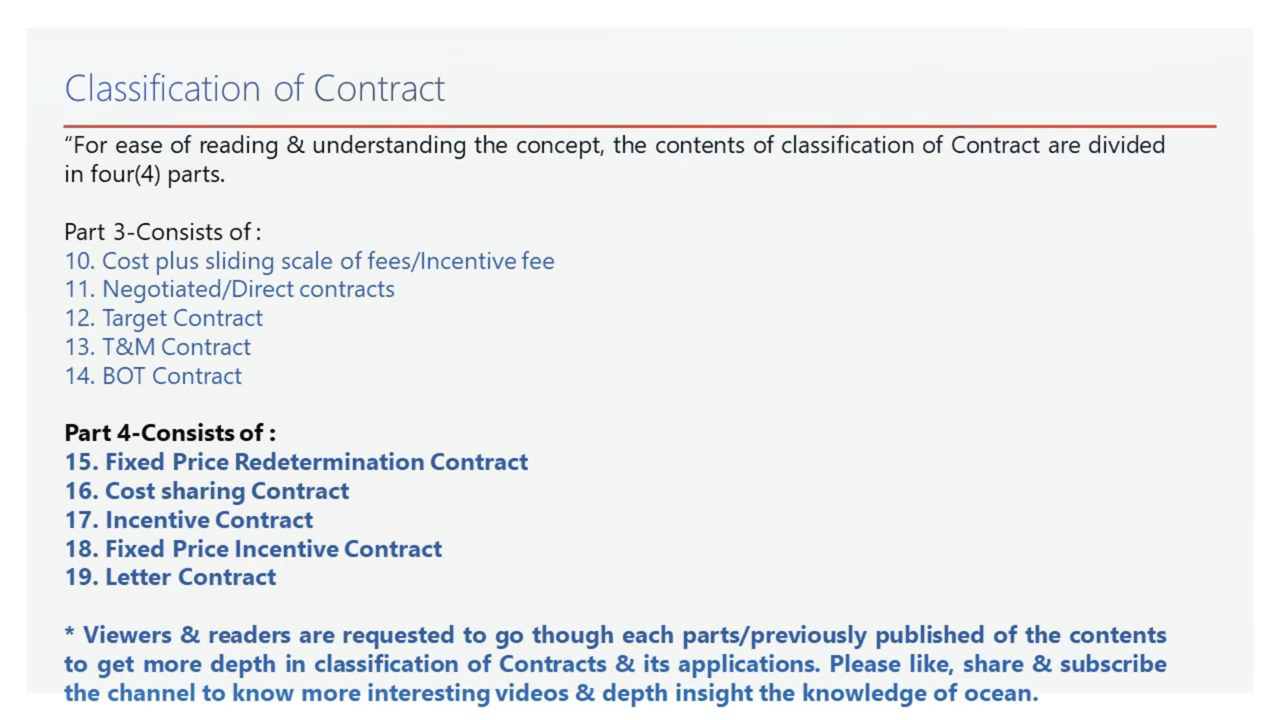 Classification of Contract
“For ease of reading & understanding the concept, the contents of classification of Contract are divided
in four(4) parts.
Part 3-Consists of :
10. Cost plus sliding scale of fees/Incentive fee
11. Negotiated/Direct contracts
12. Target Contract
13. T&M Contract
14. BOT Contract
Part 4-Consists of :
15. Fixed Price Redetermination Contract
16. Cost sharing Contract
17. Incentive Contract
18. Fixed Price Incentive Contract
19. Letter Contract
* Viewers & readers are requested to go though each parts/previously published of the contents
to get more depth in classification of Contracts & its applications. Please like, share & subscribe
the channel to know more interesting videos & depth insight the knowledge of ocean.